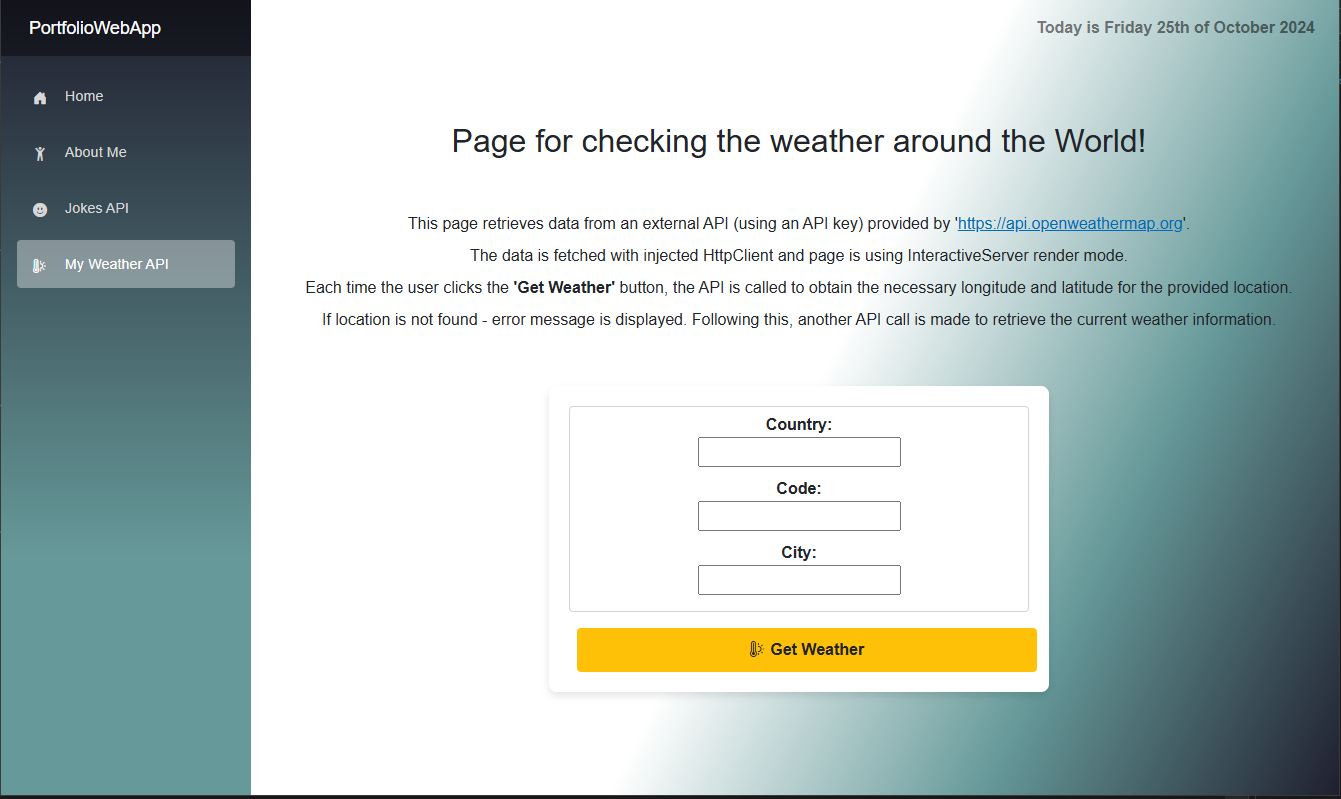 PortfolioWebApp
Today is Friday 25th of October 2024
Home
About Me
Jokes API
My Weather API
Page for checking the weather around the World!
This page retrieves data from an external API (using an API key) provided by 'https://api.openweathermap.org'.
The data is fetched with injected HttpClient and page is using InteractiveServer render mode.
Each time the user clicks the 'Get Weather' button, the API is called to obtain the necessary longitude and latitude for the provided location.
If location is not found - error message is displayed. Following this, another API call is made to retrieve the current weather information.
Country:
Code:
City:
Get Weather